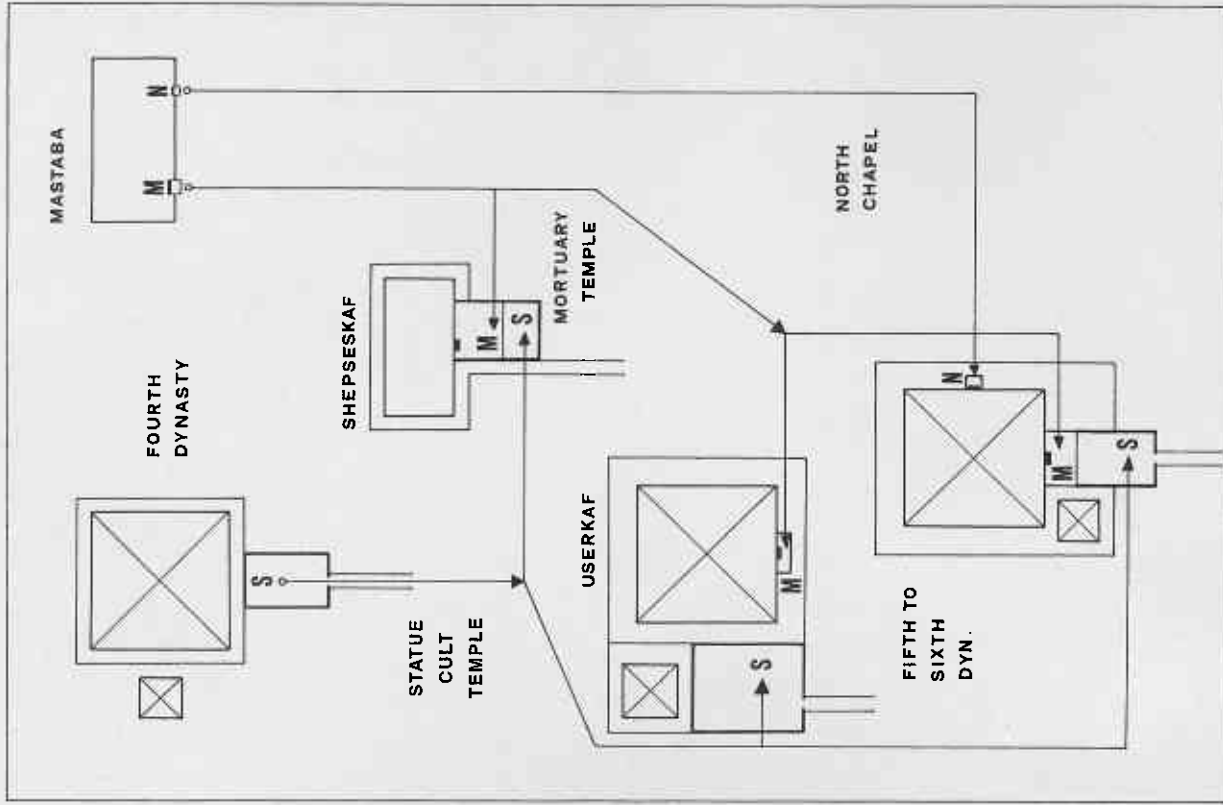 MASTABA
M
N
FOURTH
DYNASTY
S
STATUE
CULT
TEMPLE
SHEPSESKAF
M
S
MORTUARY
TEMPLE
USERKAF
M
S
NORTH
CHAPEL
FIFTH TO
SIXTH
DYN.
N
M
S